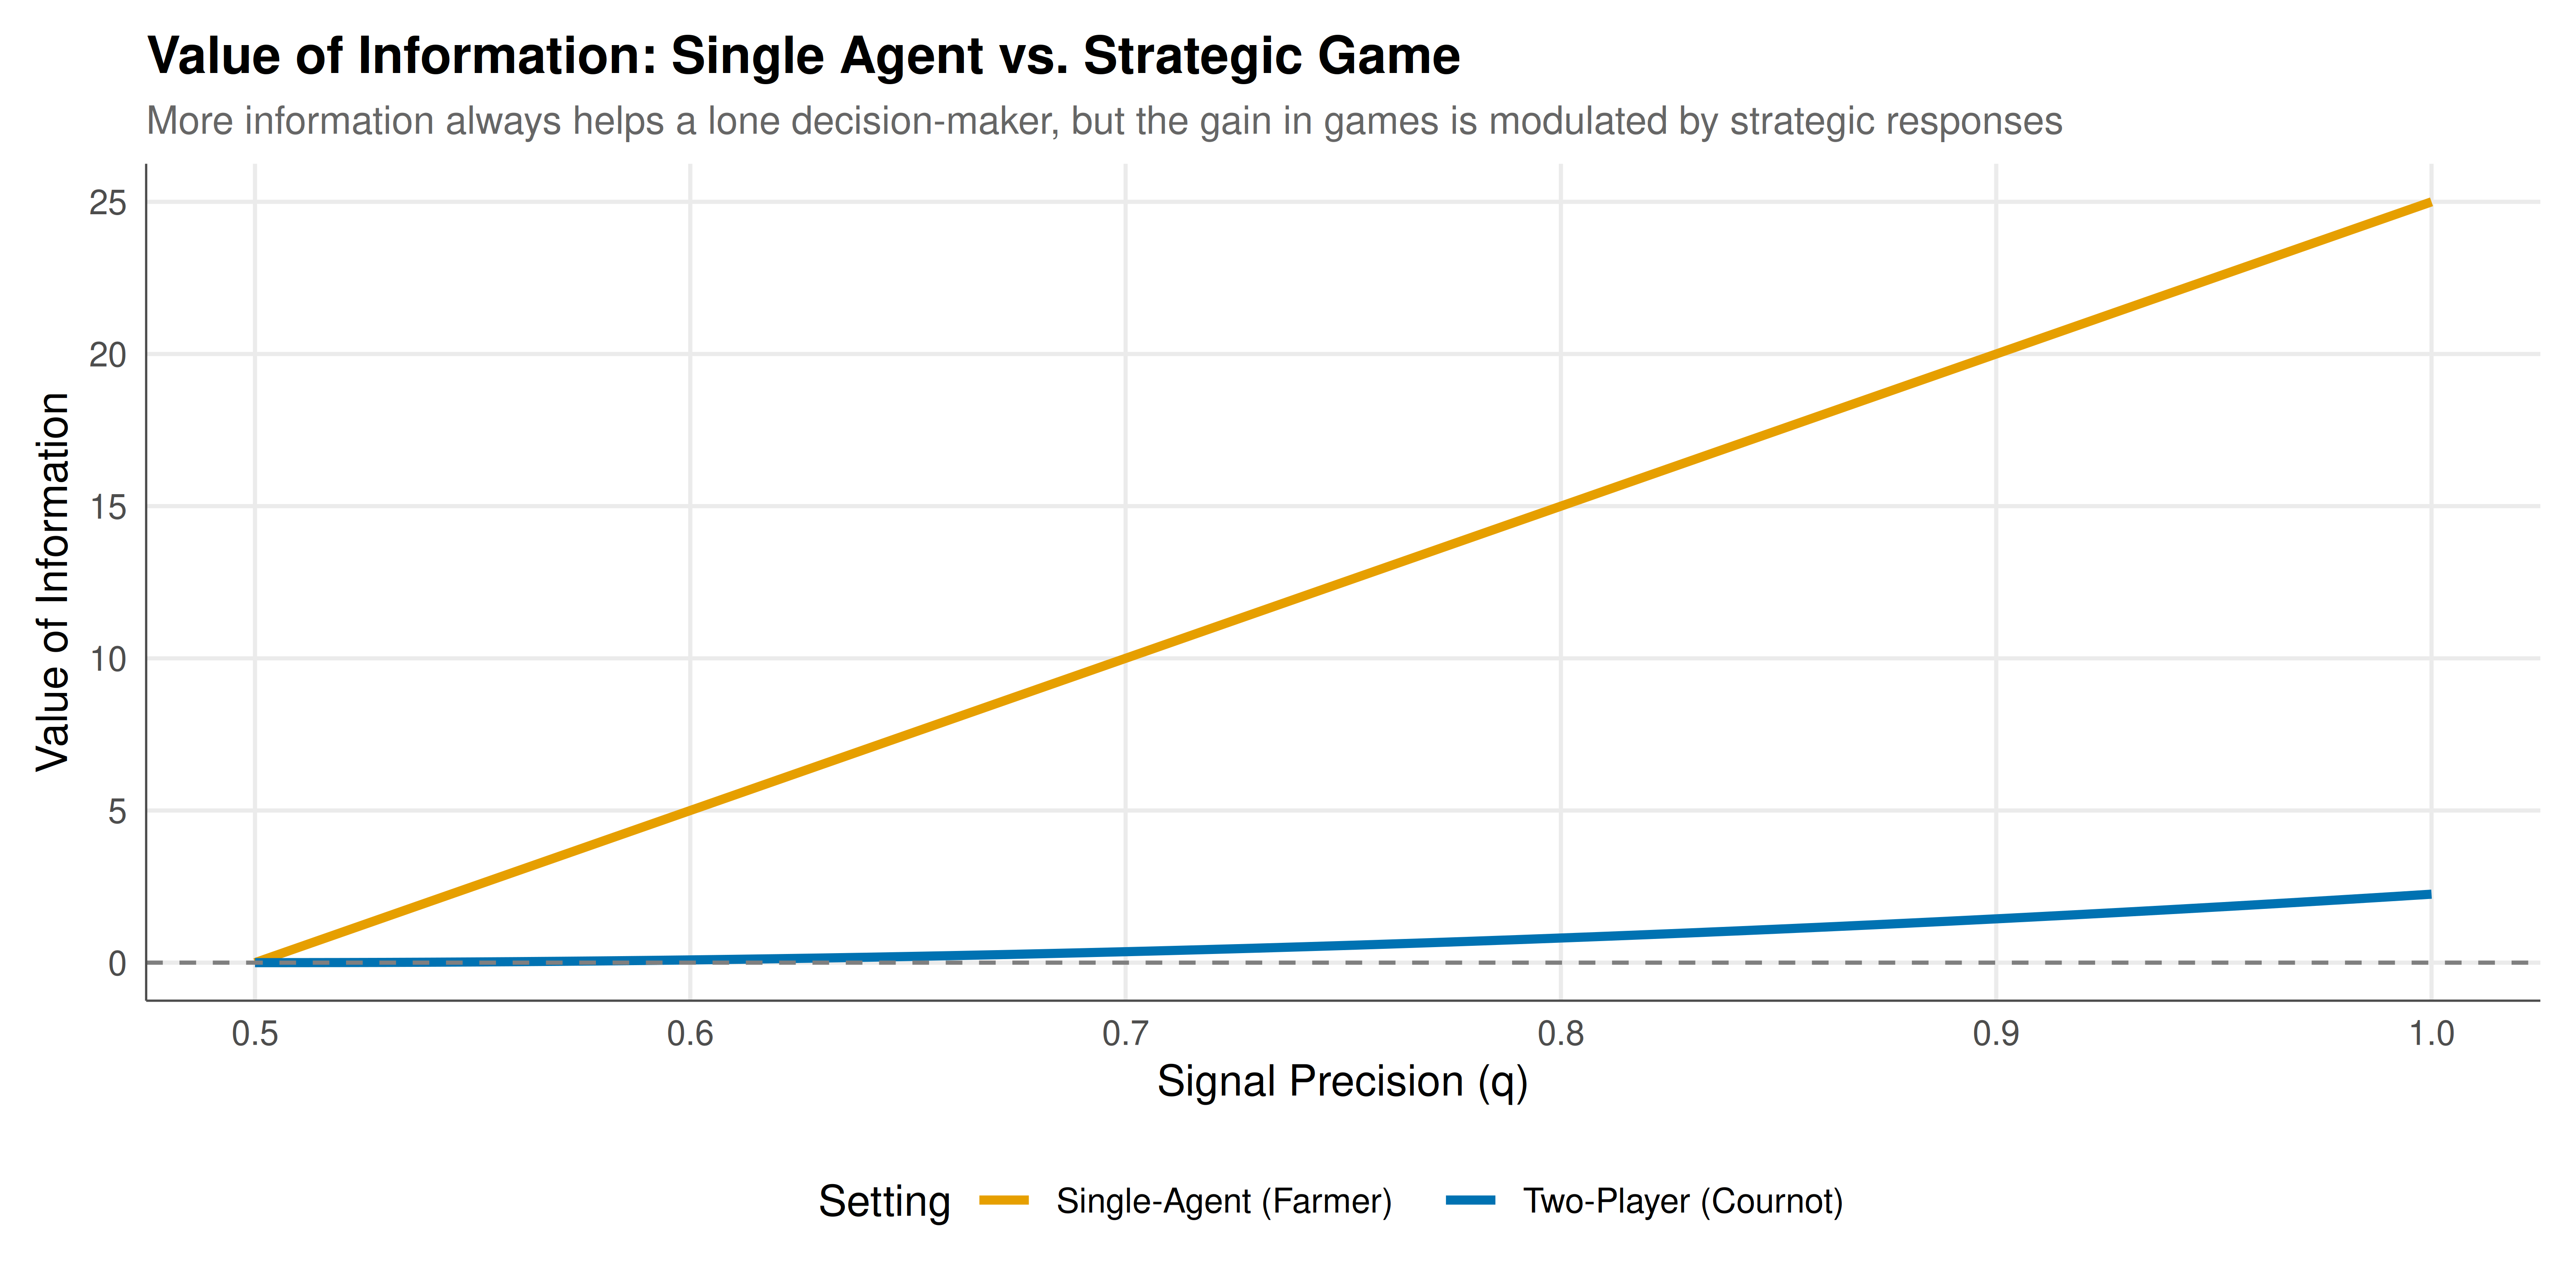 Value of Information: Single Agent vs. Strategic Game
More information always helps a lone decision-maker, but the gain in games is modulated by strategic responses
Value of Information
25
20
15
10
5
0
0.5 0.6 0.7 0.8 0.9 1.0
Signal Precision (q)
Setting Single-Agent (Farmer) Two-Player (Cournot)